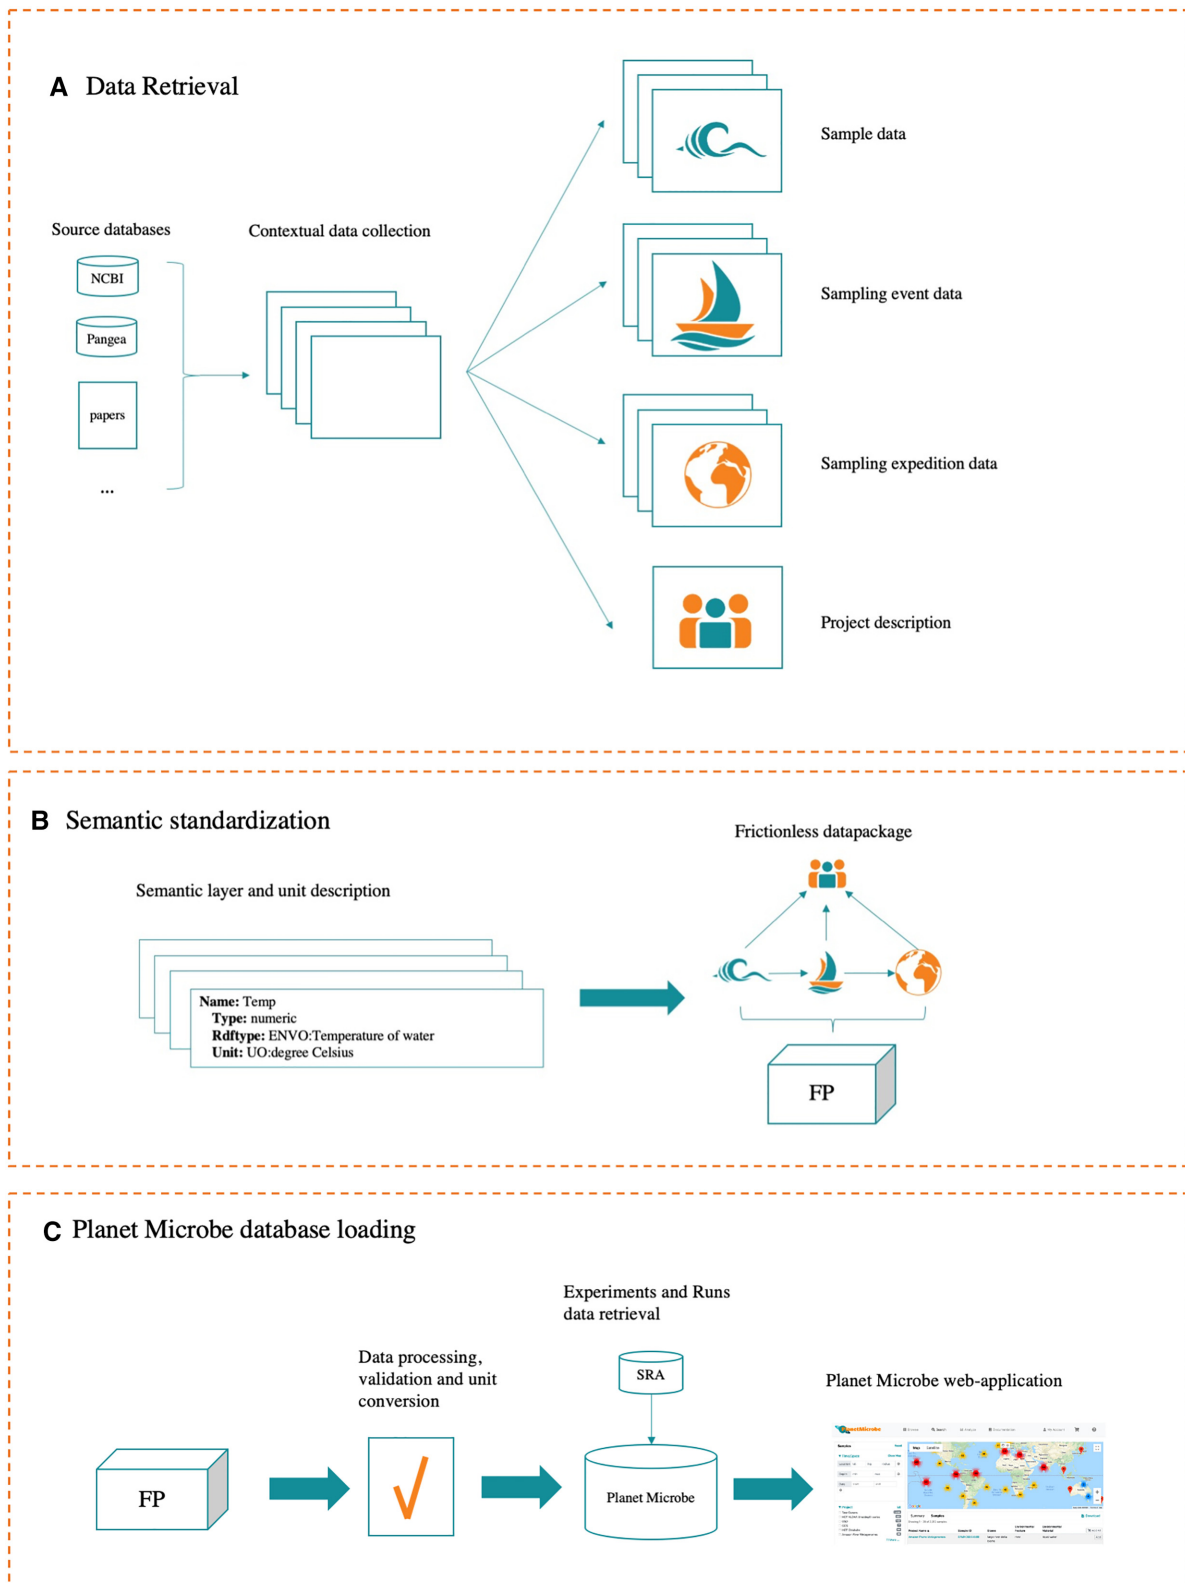 A Data Retrieval
Sample data
Source databases
Contextual data collection
NCBI
Pangea
papers
...
Sampling event data
Sampling expedition data
Project description
B Semantic standardization
Frictionless datapackage
Semantic layer and unit description
Name: Temp
Type: numeric
Rdftype: ENVO:Temperature of water
Unit: UO:degree Celsius
FP
C Planet Microbe database loading
Experiments and Runs
data retrieval
Data processing,
validation and unit
conversion
SRA
Planet Microbe web-application
FP
Planet Microbe
PlanetMicrobe